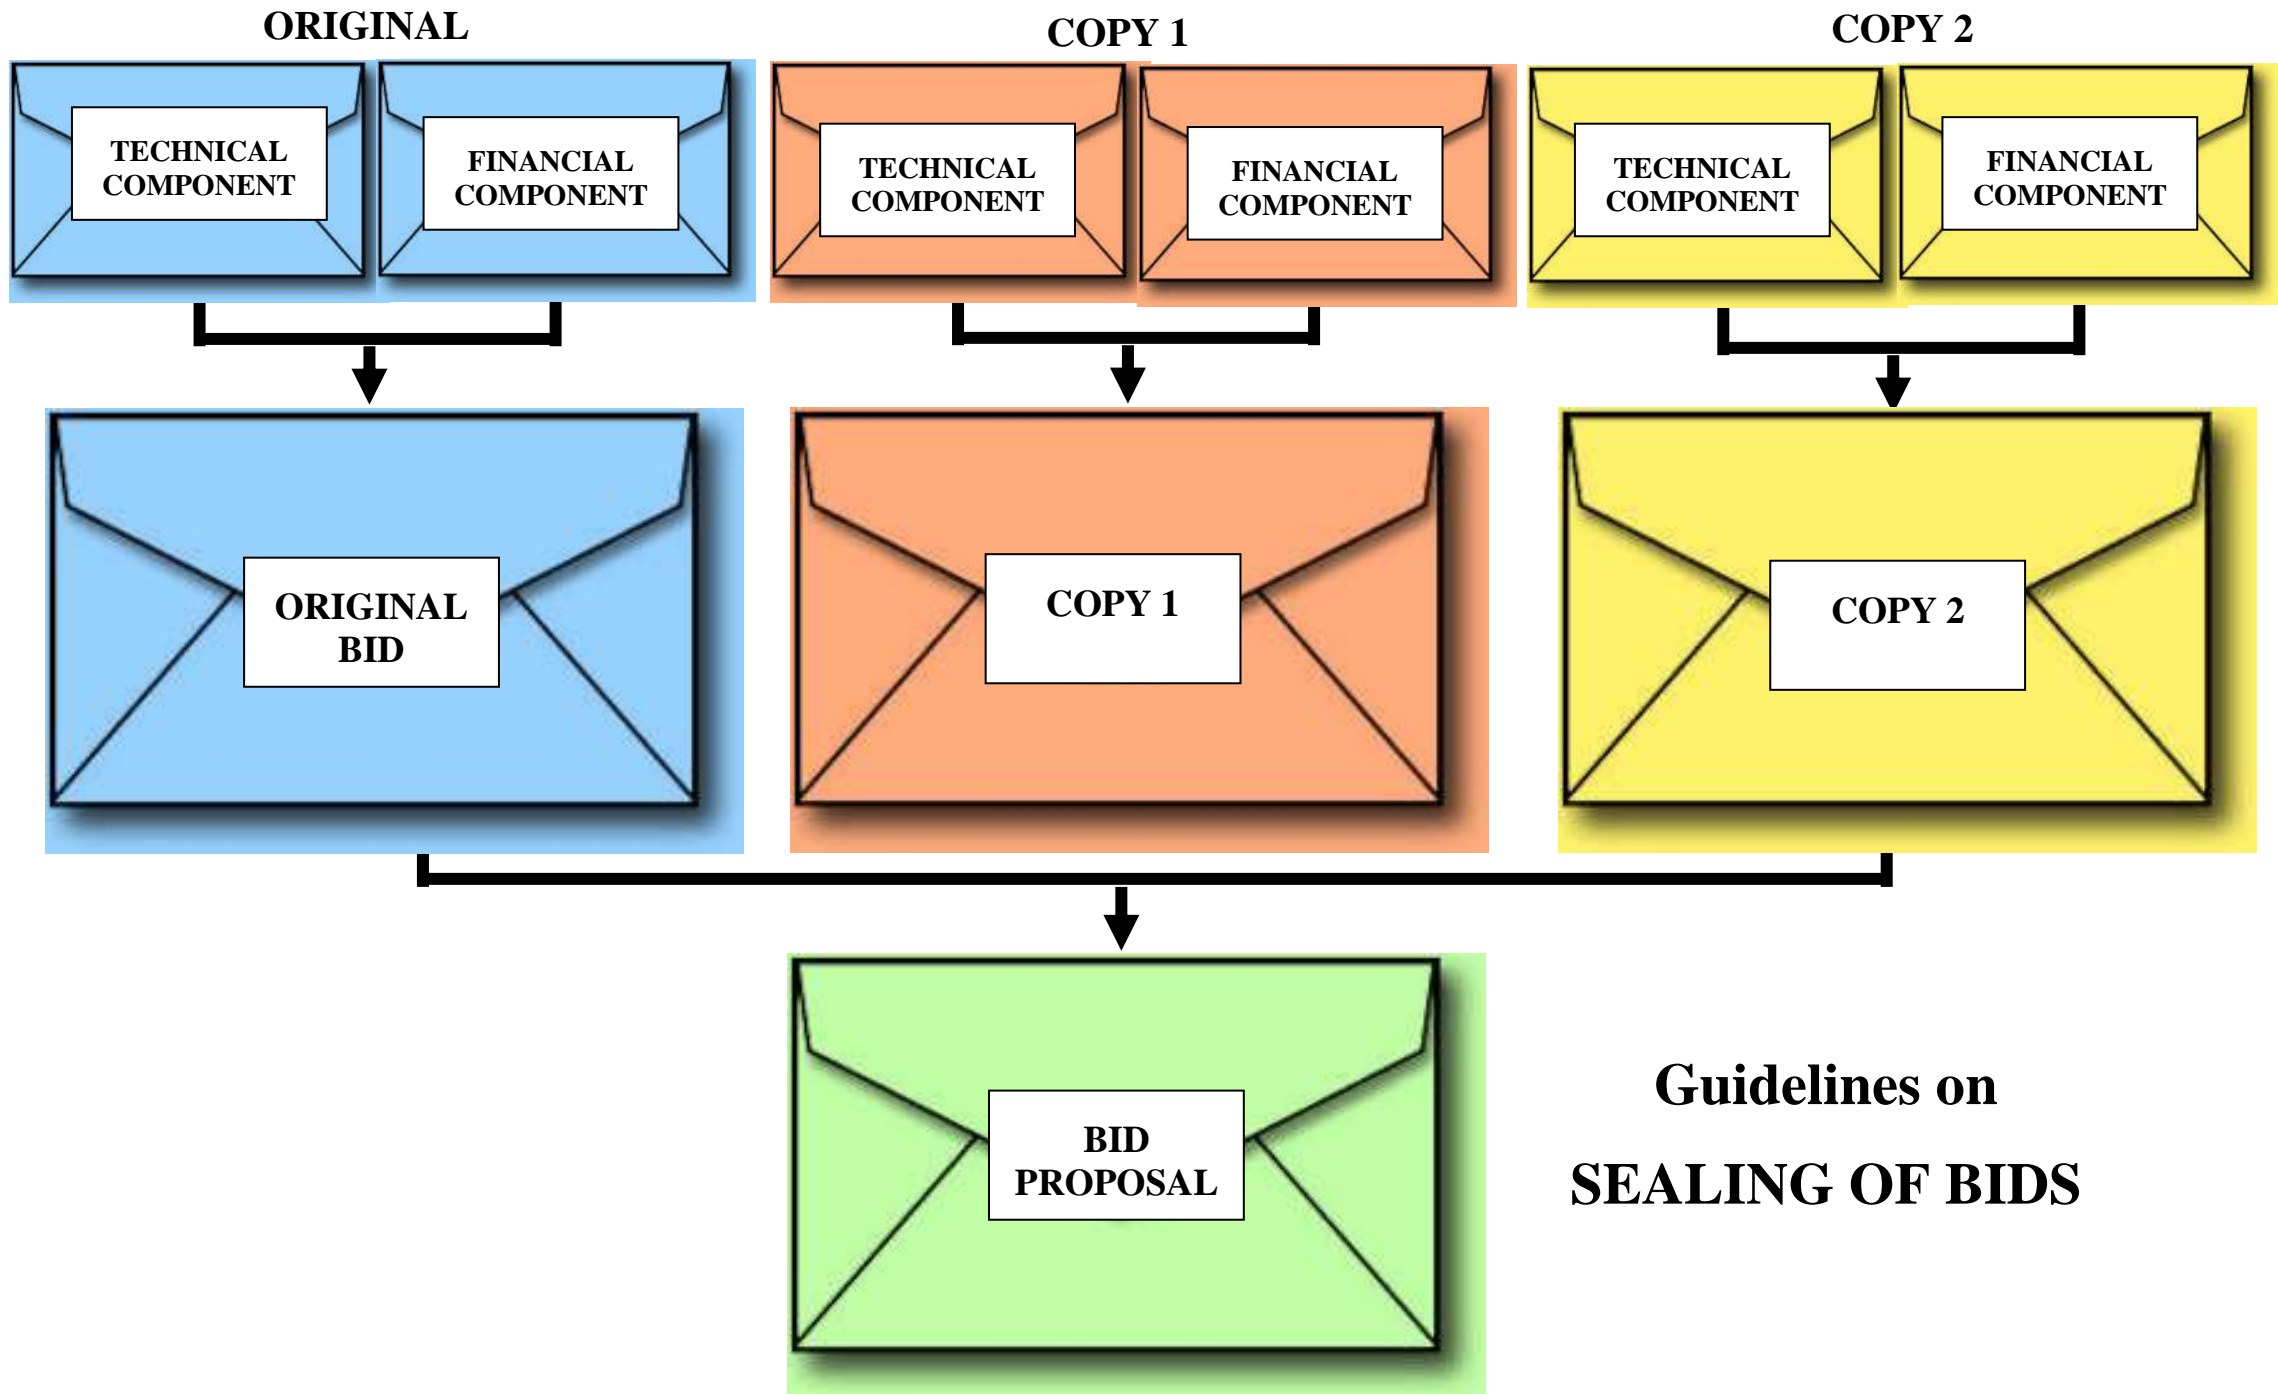 ORIGINAL
COPY 1
COPY 2
TECHNICAL
COMPONENT
FINANCIAL
COMPONENT
TECHNICAL
COMPONENT
FINANCIAL
COMPONENT
TECHNICAL
COMPONENT
FINANCIAL
COMPONENT
ORIGINAL
BID
COPY 1
COPY 2
BID
PROPOSAL
Guidelines on
SEALING OF BIDS